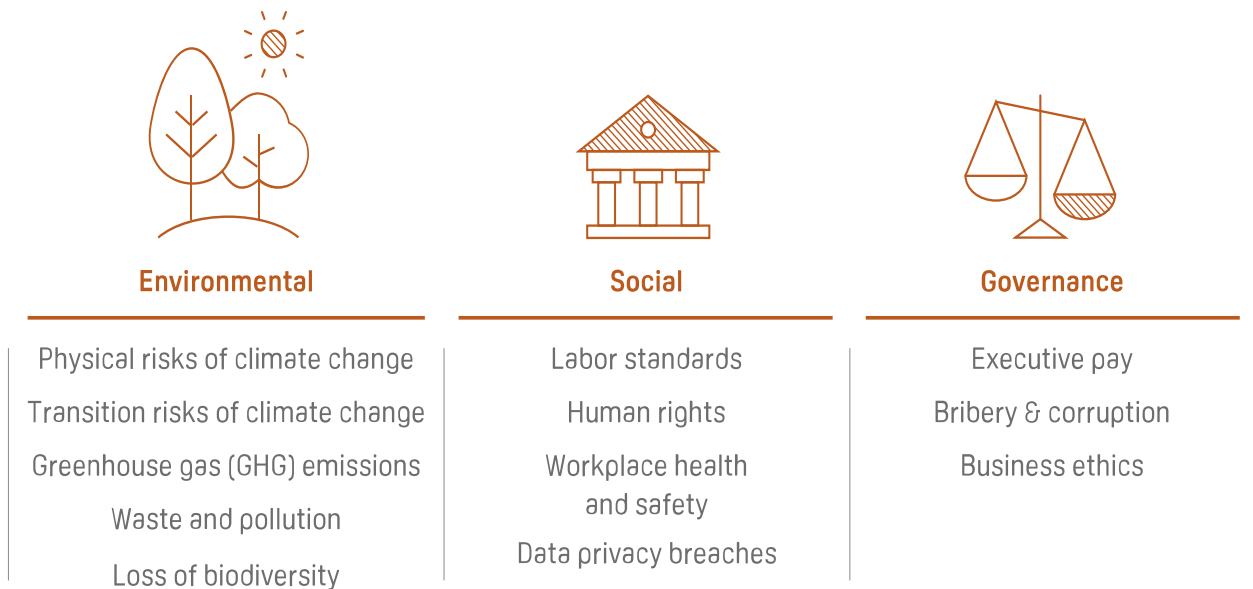 Environmental
Physical risks of climate change
Transition risks of climate change
Greenhouse gas (GHG) emissions
Waste and pollution
Loss of biodiversity
Social
Labor standards
Human rights
Workplace health
and safety
Data privacy breaches
Governance
Executive pay
Bribery & corruption
Business ethics